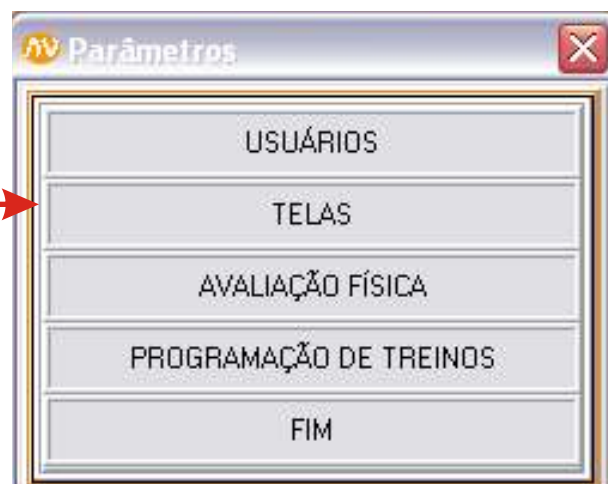 Parâmetros
USUÁRIOS
TELAS
AVALIAÇÃO FÍSICA
PROGRAMAÇÃO DE TREINOS
FIM